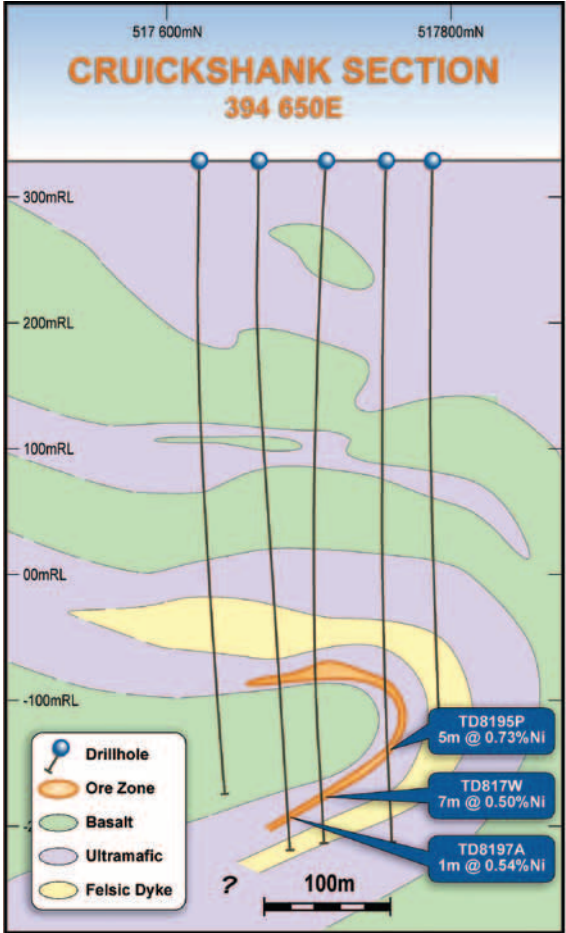 517 600mN
517800mN
CRUICKSHANK SECTION
394 650E
300mRL
200mRL
100mRL
00mRL
-100mRL
TD8195P
5m @ 0.73%Ni
TD817W
7m @ 0.50%Ni
TD8197A
1m @ 0.54%Ni
Drillhole
Ore Zone
Basalt
Ultramafic
Felsic Dyke
?
100m